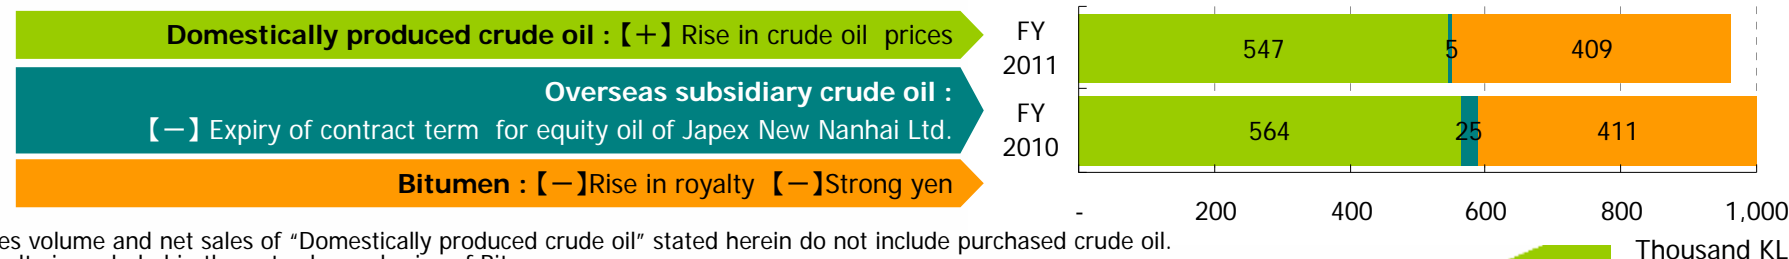 Domestically produced crude oil : 【＋】 Rise in crude oil prices
Overseas subsidiary crude oil :
【－】 Expiry of contract term for equity oil of Japex New Nanhai Ltd.
Bitumen : 【－】Rise in royalty 【－】Strong yen
FY
2011
547
5
409
FY
2010
564
25
411
-
200
400
600
800
1,000
Thousand KL
es volume and net sales of “Domestically produced crude oil” stated herein do not include purchased crude oil.